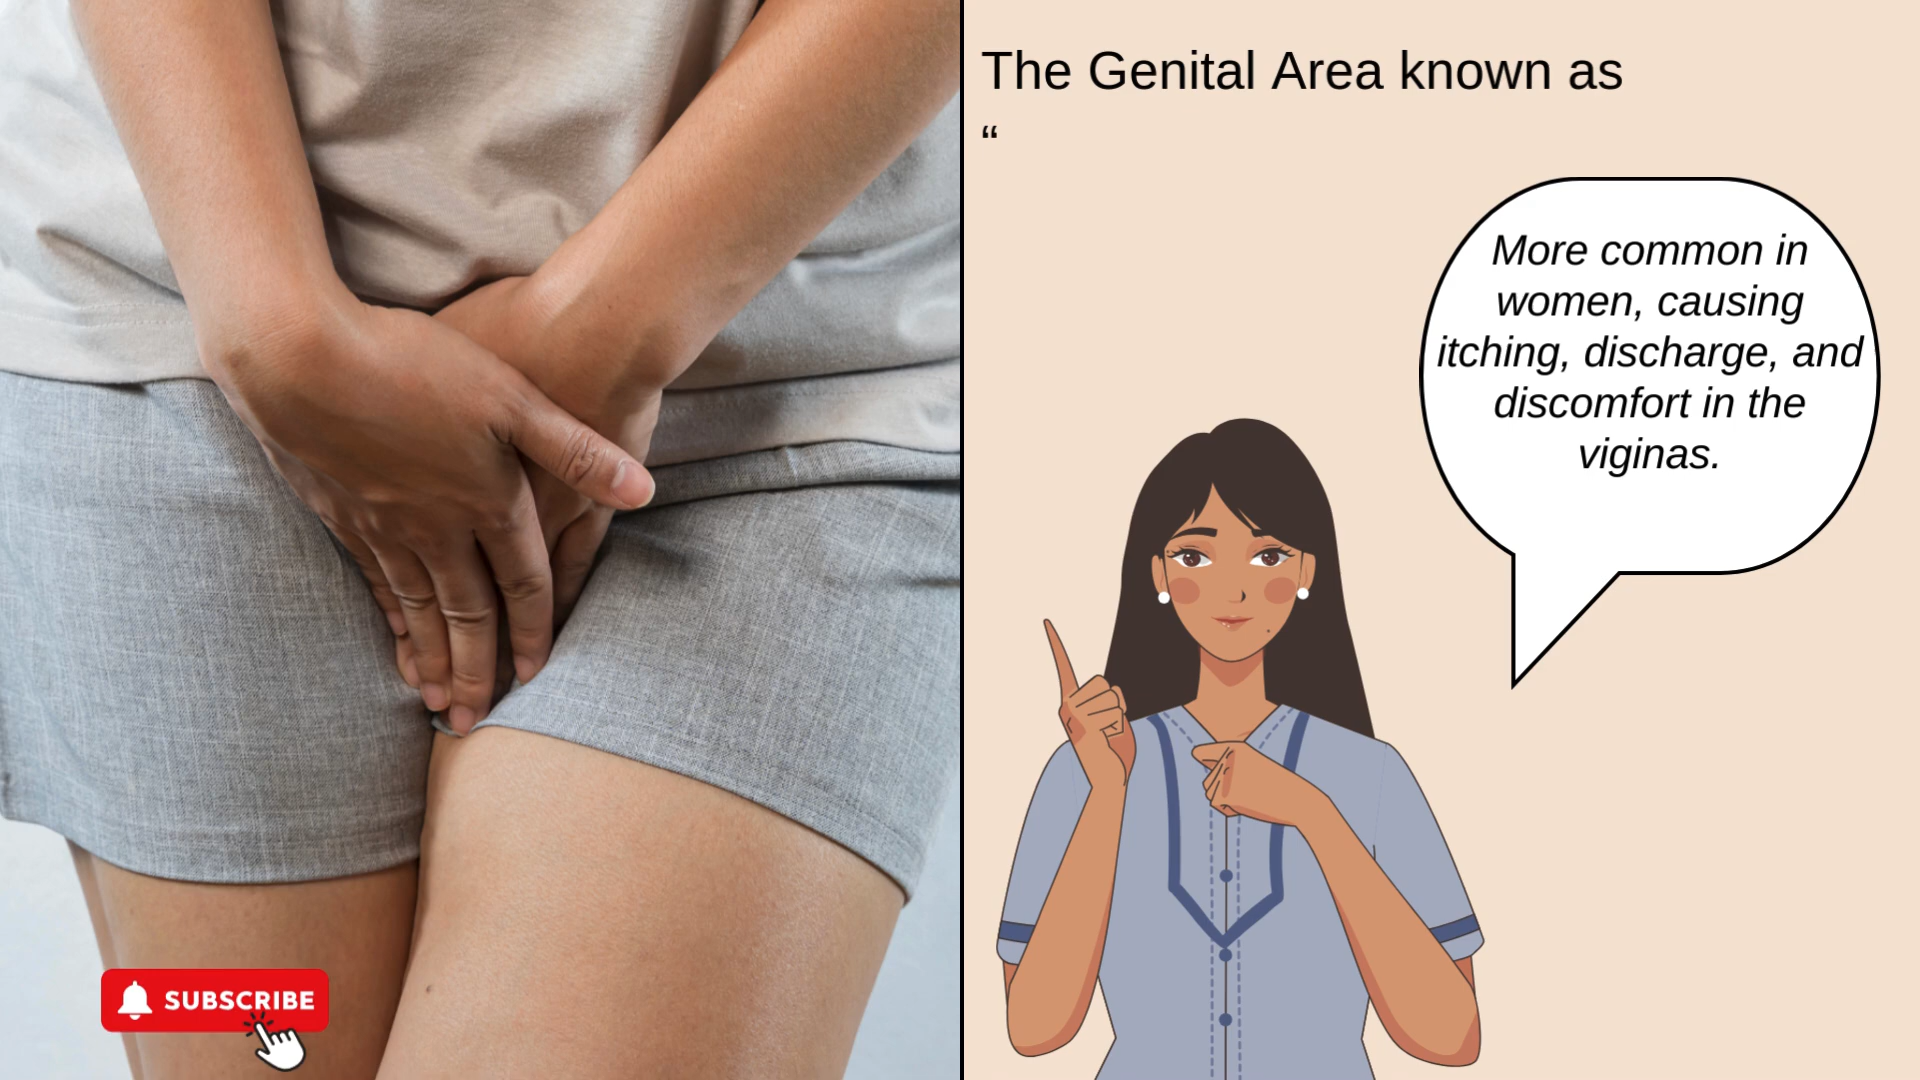 The Genital Area known as
“
More common in
women, causing
itching, discharge, and
discomfort in the
viginas.
SUBSCRIBE